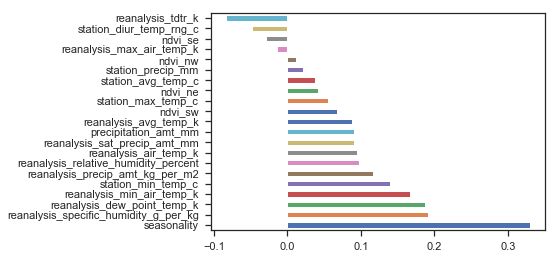 reanalysis_tdtr_k
station_diur_temp_rng_c
ndvi_se
reanalysis_max_air_temp_k
ndvi_nw
station_precip_mm
station_avg_temp_c
ndvi_ne
station_max_temp_c
ndvi_sw
reanalysis_avg_temp_k
precipitation_amt_mm
reanalysis_sat_precip_amt_mm
reanalysis_air_temp_k
reanalysis_relative_humidity_percent
reanalysis_precip_amt_kg_per_m2
station_min_temp_c
reanalysis_min_air_temp_k
reanalysis_dew_point_temp_k
reanalysis_specific_humidity_g_per_kg
seasonality
−0.1 0.0 0.1 0.2 0.3